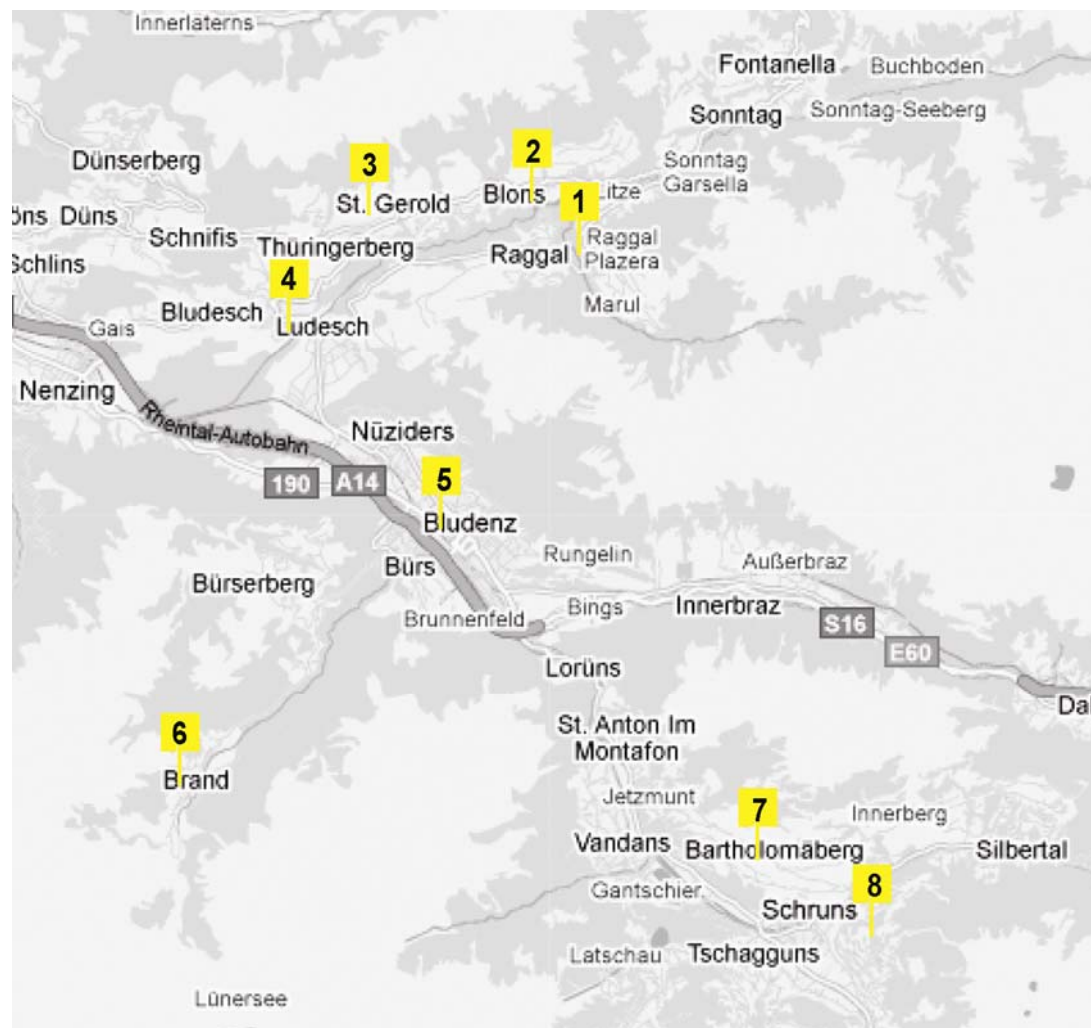 Innerlaterns
Fontanella
Buchboden
Sonntag
Sonntag-Seeberg
Dünserberg
3
2
Sonntag
Garsella
St. Gerold
Blons
Litze
1
öns
Düns
Schnifis
Thüringerberg
Raggal
Raggal
Plazera
Schlins
4
Marul
Bludesch
Ludesch
Gais
Nenzing
Rheintal-Autobahn
Nüziders
190
A14
5
Bludenz
Rungelin
Außerbraz
Bürs
Bürserberg
Brunnenfeld
Bings
Innerbraz
S16
E60
Lorüns
Da
6
St. Anton Im
Montafon
Brand
Jetzmunt
7
Innerberg
Vandans
Bartholomäberg
Silbertal
Gantschier.
8
Schruns
Latschau
Tschagguns
Lünersee